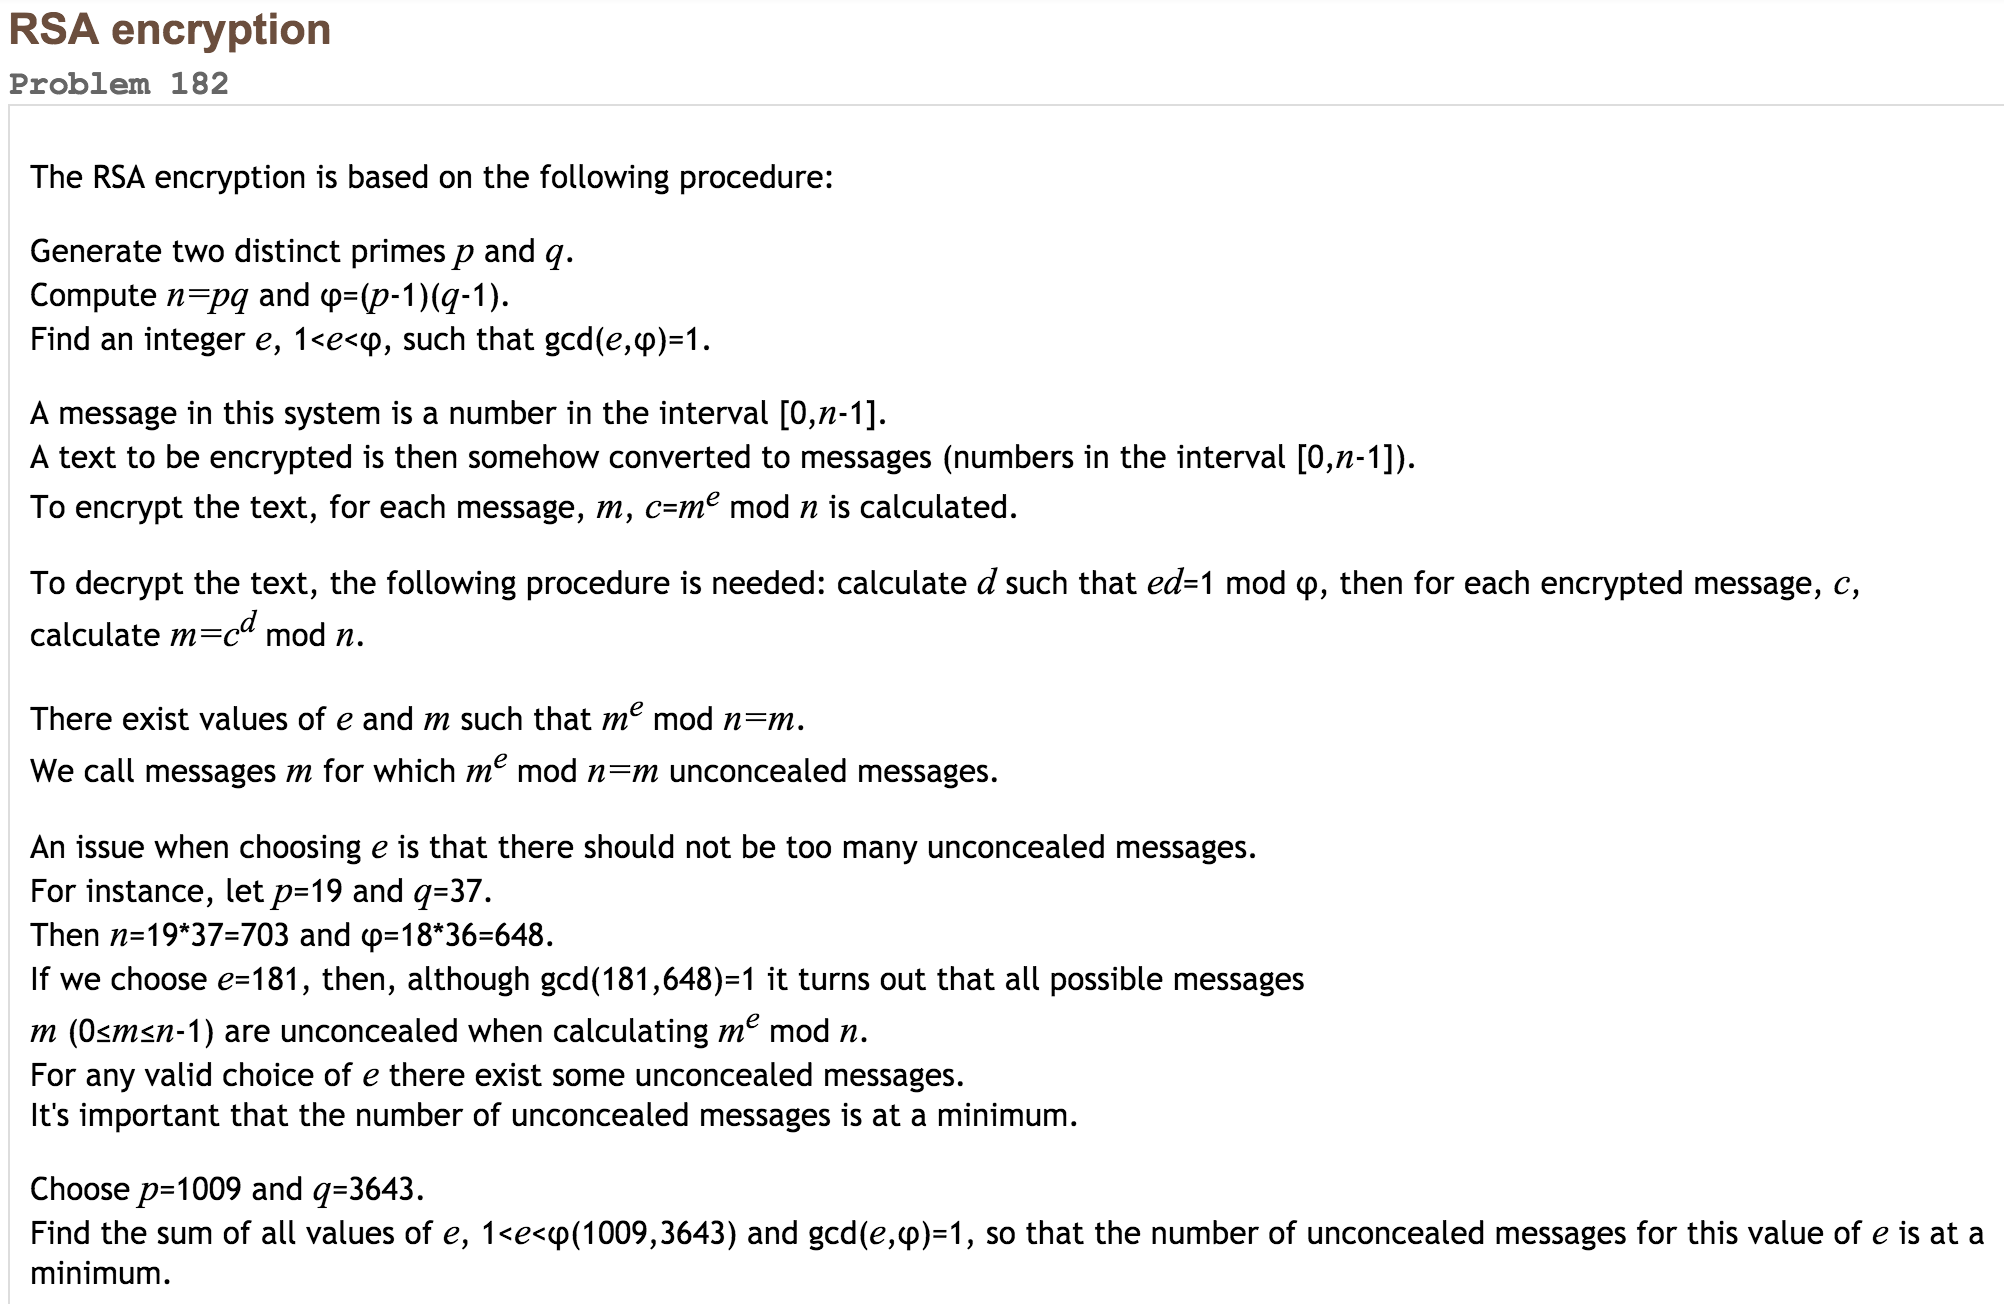 RSA encryption
Problem 182
The RSA encryption is based on the following procedure:
Generate two distinct primes p and q.
Compute n=pq and φ=(p-1)(q-1).
Find an integer e, 1<e<φ, such that gcd(e,φ)=1.
A message in this system is a number in the interval [0,n-1].
A text to be encrypted is then somehow converted to messages (numbers in the interval [0,n-1]).
To encrypt the text, for each message, m, c=m^e mod n is calculated.
To decrypt the text, the following procedure is needed: calculate d such that ed=1 mod φ, then for each encrypted message, c,
calculate m=c^d mod n.
There exist values of e and m such that m^e mod n=m.
We call messages m for which m^e mod n=m unconcealed messages.
An issue when choosing e is that there should not be too many unconcealed messages.
For instance, let p=19 and q=37.
Then n=19*37=703 and φ=18*36=648.
If we choose e=181, then, although gcd(181,648)=1 it turns out that all possible messages
m (0≤m≤n-1) are unconcealed when calculating m^e mod n.
For any valid choice of e there exist some unconcealed messages.
It's important that the number of unconcealed messages is at a minimum.
Choose p=1009 and q=3643.
Find the sum of all values of e, 1<e<φ(1009,3643) and gcd(e,φ)=1, so that the number of unconcealed messages for this value of e is at a
minimum.